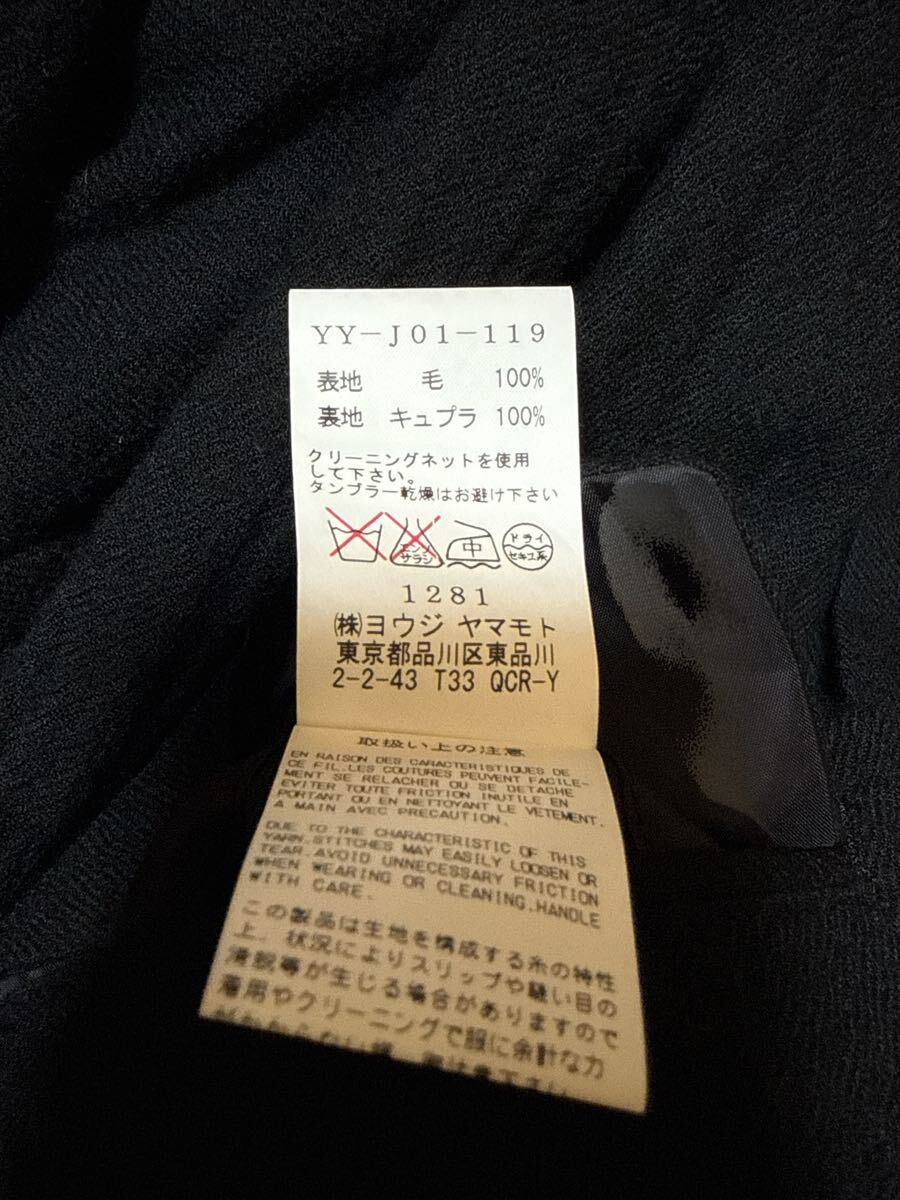 YY－J01－119
表地 毛 100%
裏地 キュプラ 100%
クリーニングネットを使用
して下さい。
タンブラー乾燥はお避け下さい
エンソ サラシ 中 ドライ セキユ系
1281
㈱ヨウジ ヤマモト
東京都品川区東品川
2-2-43 T33 QCR-Y
取扱い上の注意
EN RAISON DES CARACTERISTIQUES DE
CE FIL.LES COUTURES PEUVENT FACILE-
MENT SE RELACHER OU SE DETACHE
EVITER TOUTE FRICTION INUTILE EN
PORTANT OU EN NETTOYANT LE VETEMENT.
A MAIN AVEC PRECAUTION.
DUE TO THE CHARACTERISTIC OF THIS
YARN.STITCHES MAY EASILY LOOSEN OR
TEAR.AVOID UNNECESSARY FRICTION
WHEN WEARING OR CLEANING.HANDLE
WITH CARE.
この製品は生地を構成する糸の特性
上、状況によりスリップや縫い目の
滑脱等が生じる場合がありますので
着用やクリーニングで服に余計な力